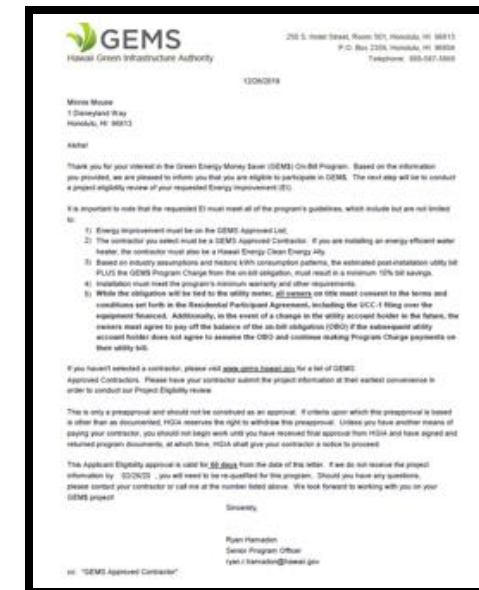 GEMS
Hawaii Green Infrastructure Authority
250 S. Hotel Street, Room 501, Honolulu, HI 96813
P.O. Box 2359, Honolulu, HI 96804
Telephone:
Minnie Mouse
1 Disneyland Way
Honolulu, HI 96813
Aloha!
Thank you for your interest in the Green Energy Money $aver (GEM$) On-Bill Program. Based on the information
you provided, we are pleased to inform you that you are eligible to participate in GEM$. The next step will be to conduct
a project eligibility review of your requested Energy Improvement (EI).
It is important to note that the requested EI must meet all of the program's guidelines, which include but are not limited
to:
1) Energy Improvement must be on the GEMS Approved List;
2) The contractor you select must be a GEMS Approved Contractor. If you are installing an energy efficient water
heater, the contractor must also be a Hawaii Energy Clean Energy Ally.
3) Based on industry assumptions and historic kWh consumption patterns, the estimated post-installation utility bill
PLUS the GEMS Program Charge from the on-bill obligation, must result in a minimum 10% bill savings.
4) Installation must meet the program's minimum warranty and other requirements.
5) While the obligation will be tied to the utility meter, all owners on title must consent to the terms and
conditions set forth in the Residential Participant Agreement, including the UCC-1 filing over the
equipment financed. Additionally, in the event of a change in the utility account holder in the future, the
owners must agree to pay off the balance of the on-bill obligation (OBO) if the subsequent utility
account holder does not agree to assume the OBO and continue making Program Charge payments on
their utility bill.
If you haven't selected a contractor, please visit www.gems.hawaii.gov for a list of GEMS
Approved Contractors. Please have your contractor submit the project information at their earliest convenience in
order to conduct our Project Eligibility review.
This is only a preapproval and should not be construed as an approval. If criteria upon which this preapproval is based
is other than as documented, HGIA reserves the right to withdraw this preapproval. Unless you have another means of
paying your contractor, you should not begin work until you have received final approval from HGIA and have signed and
returned program documents, at which time, HGIA shall give your contractor a notice to proceed.
This Applicant Eligibility approval is valid for 60 days from the date of this letter. If we do not receive the project
information by 02/26/20 , you will need to be re-qualified for this program. Should you have any questions,
please contact your contractor or call me at the number listed above. We look forward to working with you on your
GEMS project!
Sincerely,
Ryan Hamadon
Senior Program Officer
ryan.r.hamadon@hawaii.gov
cc: "GEMS Approved Contractor"